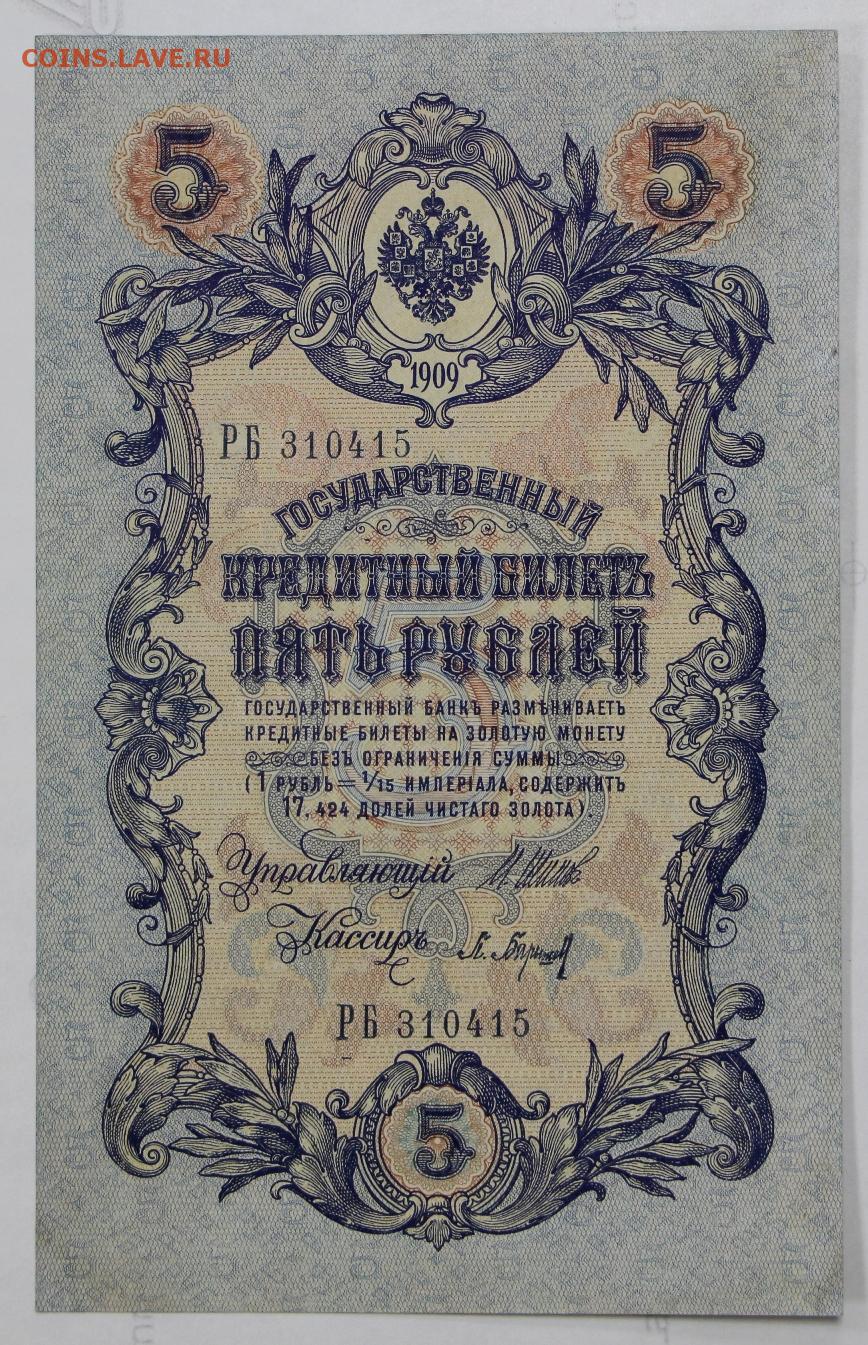 COINS.LAVE.RU
5 5
1909
РБ 310415
ГОСУДАРСТВЕННЫЙ
КРЕДИТНЫЙ БИЛЕТЪ
ПЯТЬ РУБЛЕЙ
ГОСУДАРСТВЕННЫЙ БАНКЪ РАЗМѢНИВАЕТЪ
КРЕДИТНЫЕ БИЛЕТЫ НА ЗОЛОТУЮ МОНЕТУ
БЕЗЪ ОГРАНИЧЕНІЯ СУММЫ
(1 РУБЛЬ = 1/15 ИМПЕРІАЛА, СОДЕРЖИТЪ
17,424 ДОЛЕЙ ЧИСТАГО ЗОЛОТА).
Управляющій
Кассиръ
РБ 310415
5